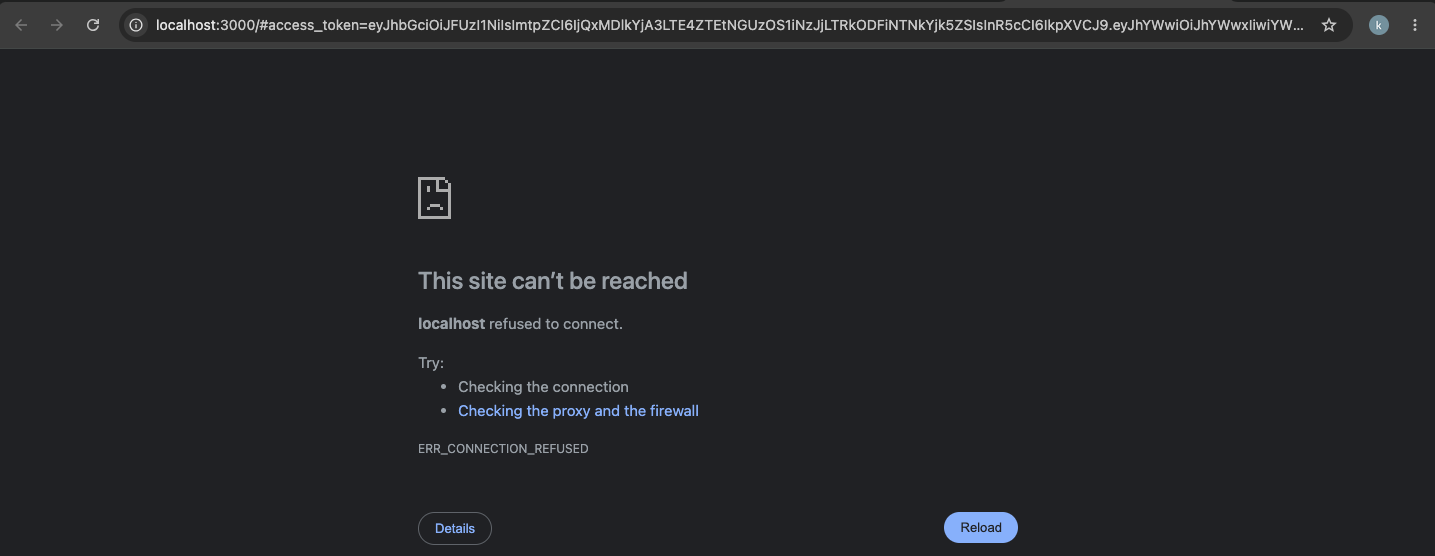 localhost:3000/#access_token=eyJhbGciOiJFUzI1NiIsImtpZCI6IjQxMDlkYjA3LTE4ZTEtNGUzOS1iNzJjLTRkODFiNTNkYjk5ZSIsInR5cCI6IkpXVCJ9.eyJhYWwiOiJhYWwxIiwiYW...
k
This site can’t be reached
localhost refused to connect.
Try:
• Checking the connection
• Checking the proxy and the firewall
ERR_CONNECTION_REFUSED
Details
Reload